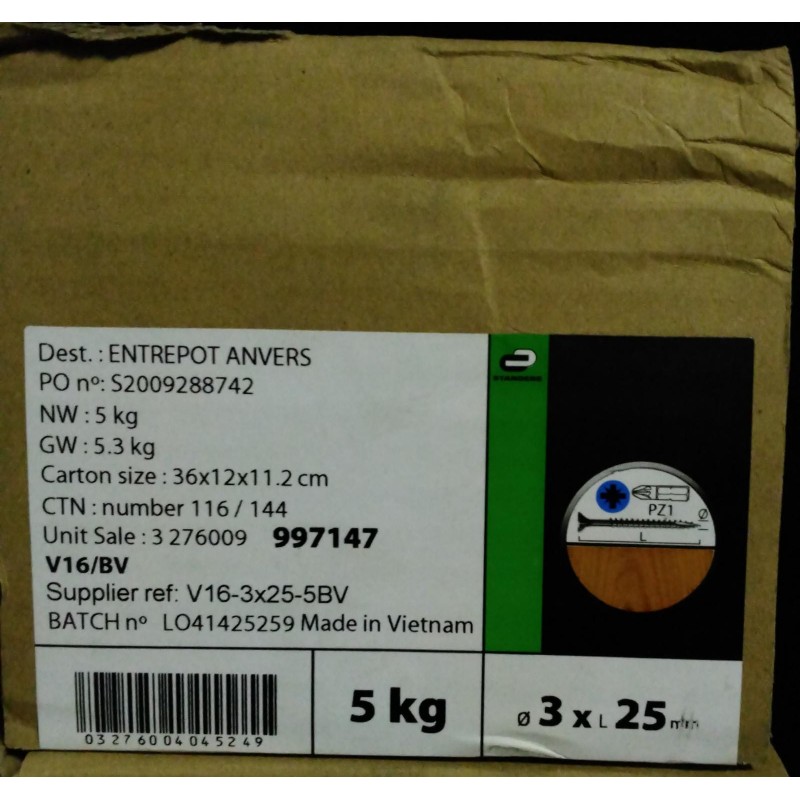 Dest. : ENTREPOT ANVERS
PO nº: S2009288742
NW : 5 kg
GW : 5.3 kg
Carton size : 36x12x11.2 cm
CTN : number 116 / 144
Unit Sale : 3 276009 997147
V16/BV
Supplier ref: V16-3x25-5BV
BATCH nº LO41425259 Made in Vietnam
STANDERS
PZ1
Ø
L
03276004045249
5 kg
Ø 3 x L 25 mm